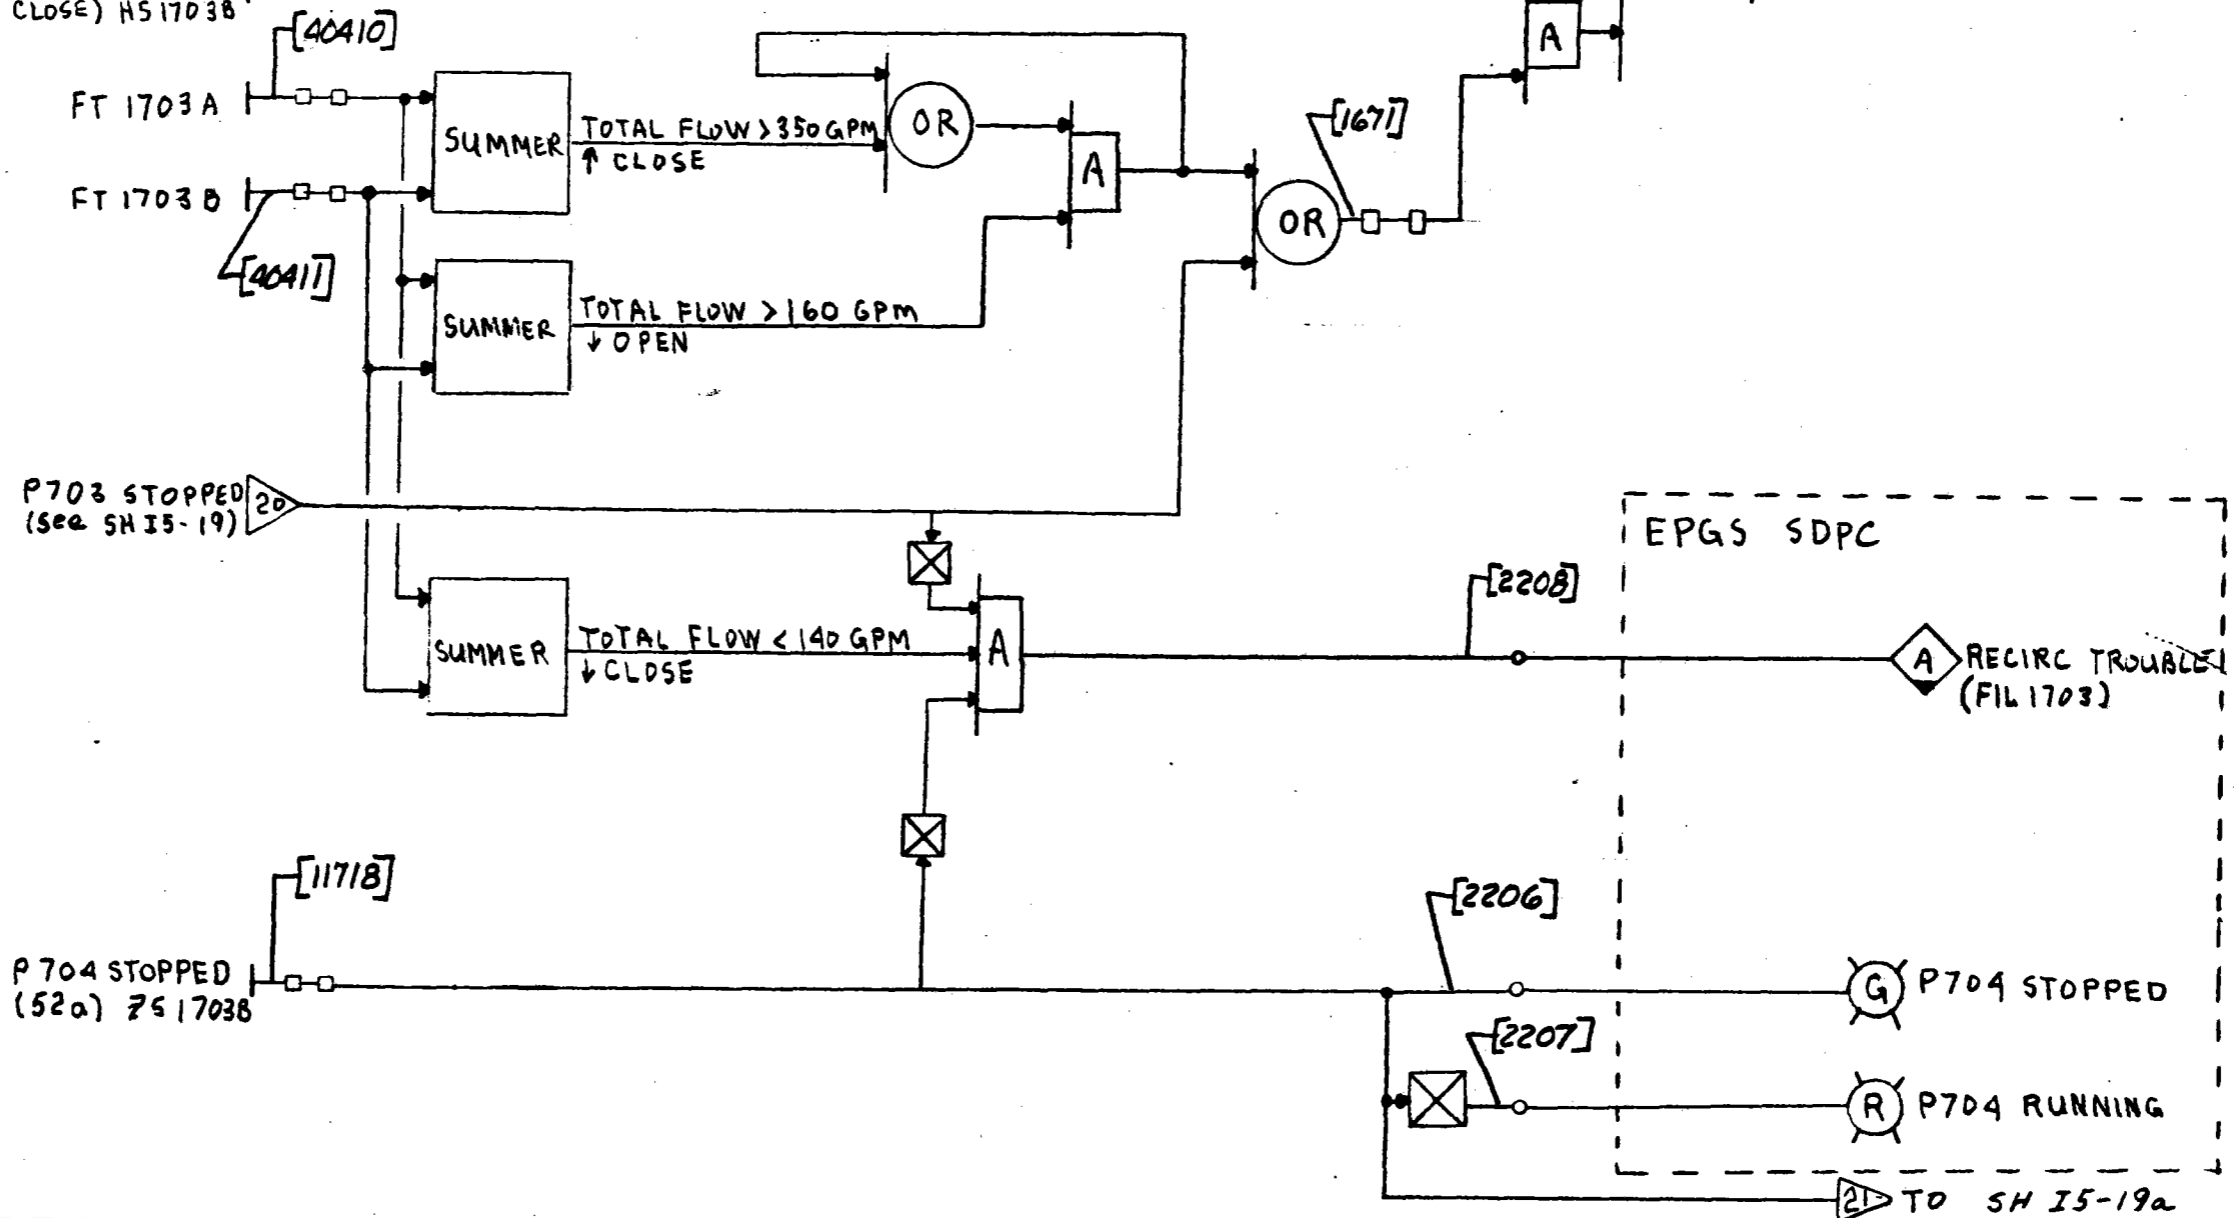 CLOSE) HS 1703B
[40410]
FT 1703A
SUMMER
TOTAL FLOW > 350 GPM
↑ CLOSE
OR
A
A
[1671]
OR
FT 1703B
[40411]
SUMMER
TOTAL FLOW > 160 GPM
↓ OPEN
P703 STOPPED
(see SH I5-19)
20
EPGS SDPC
[2208]
SUMMER
TOTAL FLOW < 140 GPM
↓ CLOSE
A
A
RECIRC TROUBLE
(FIL 1703)
[11718]
[2206]
P704 STOPPED
(52a) ZS 1703B
G
P704 STOPPED
[2207]
R
P704 RUNNING
21
TO SH I5-19a